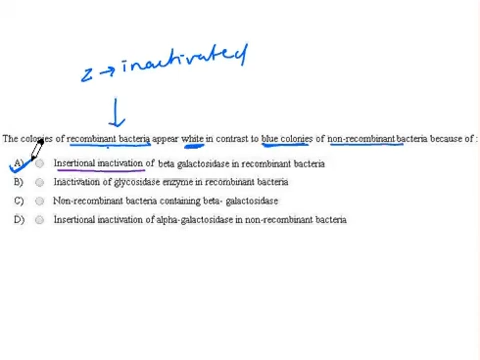 z → inactivated
The colonies of recombinant bacteria appear white in contrast to blue colonies of non-recombinant bacteria because of :
A) Insertional inactivation of beta galactosidase in recombinant bacteria
B) Inactivation of glycosidase enzyme in recombinant bacteria
C) Non-recombinant bacteria containing beta- galactosidase
D) Insertional inactivation of alpha-galactosidase in non-recombinant bacteria